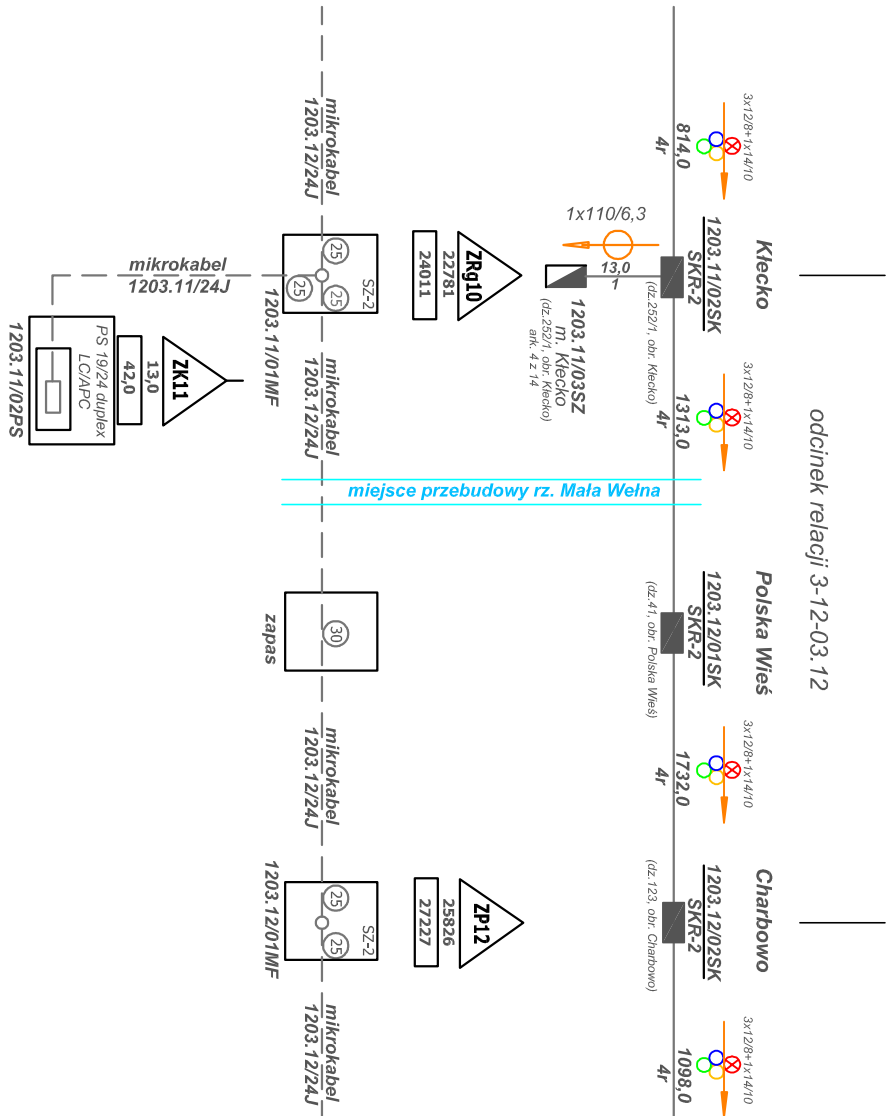 odcinek relacji 3-12-03.12
Kłecko
Polska Wieś
Charbowo
3x12/8+1x14/10
814,0
4r
1203.11/02SK
SKR-2
(dz.252/1, obr. Kłecko)
3x12/8+1x14/10
1313,0
4r
1203.12/01SK
SKR-2
(dz.41, obr. Polska Wieś)
3x12/8+1x14/10
1732,0
4r
1203.12/02SK
SKR-2
(dz.123, obr. Charbowo)
3x12/8+1x14/10
1098,0
4r
1x110/6,3
13,0
1
1203.11/03SZ
m. Kłecko
(dz.252/1, obr. Kłecko)
ark. 4 z 14
miejsce przebudowy rz. Mała Wełna
ZRg10
22781
24011
ZP12
25826
27227
mikrokabel
1203.12/24J
SZ-2
25
25
25
1203.11/01MF
mikrokabel
1203.12/24J
30
zapas
mikrokabel
1203.12/24J
SZ-2
25
25
1203.12/01MF
mikrokabel
1203.12/24J
mikrokabel
1203.11/24J
ZK11
13,0
42,0
PS 19/24 duplex
LC/APC
1203.11/02PS